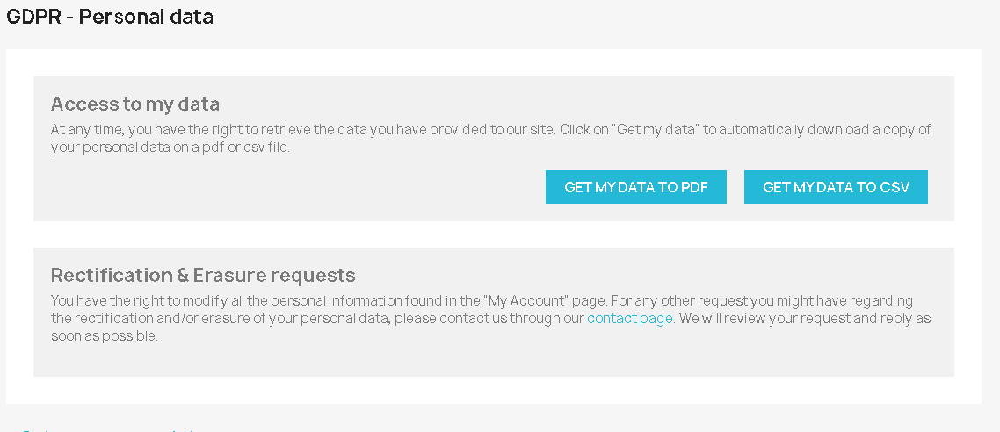 GDPR - Personal data
Access to my data
At any time, you have the right to retrieve the data you have provided to our site. Click on "Get my data" to automatically download a copy of
your personal data on a pdf or csv file.
GET MY DATA TO PDF
GET MY DATA TO CSV
Rectification & Erasure requests
You have the right to modify all the personal information found in the "My Account" page. For any other request you might have regarding
the rectification and/or erasure of your personal data, please contact us through our contact page. We will review your request and reply as
soon as possible.